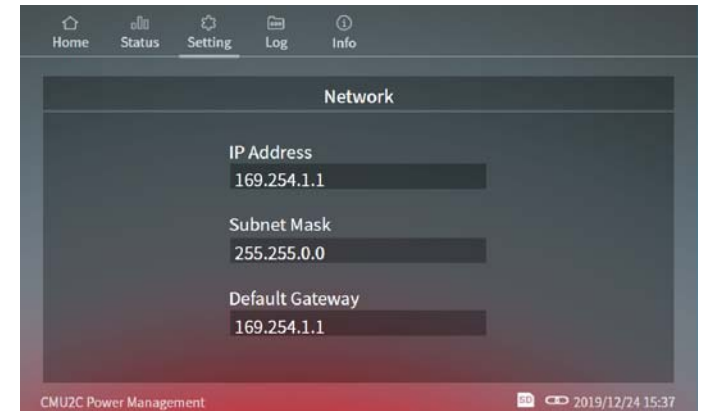 Home Status Setting Log Info
Network
IP Address
169.254.1.1
Subnet Mask
255.255.0.0
Default Gateway
169.254.1.1
CMU2C Power Management SD 2019/12/24 15:37